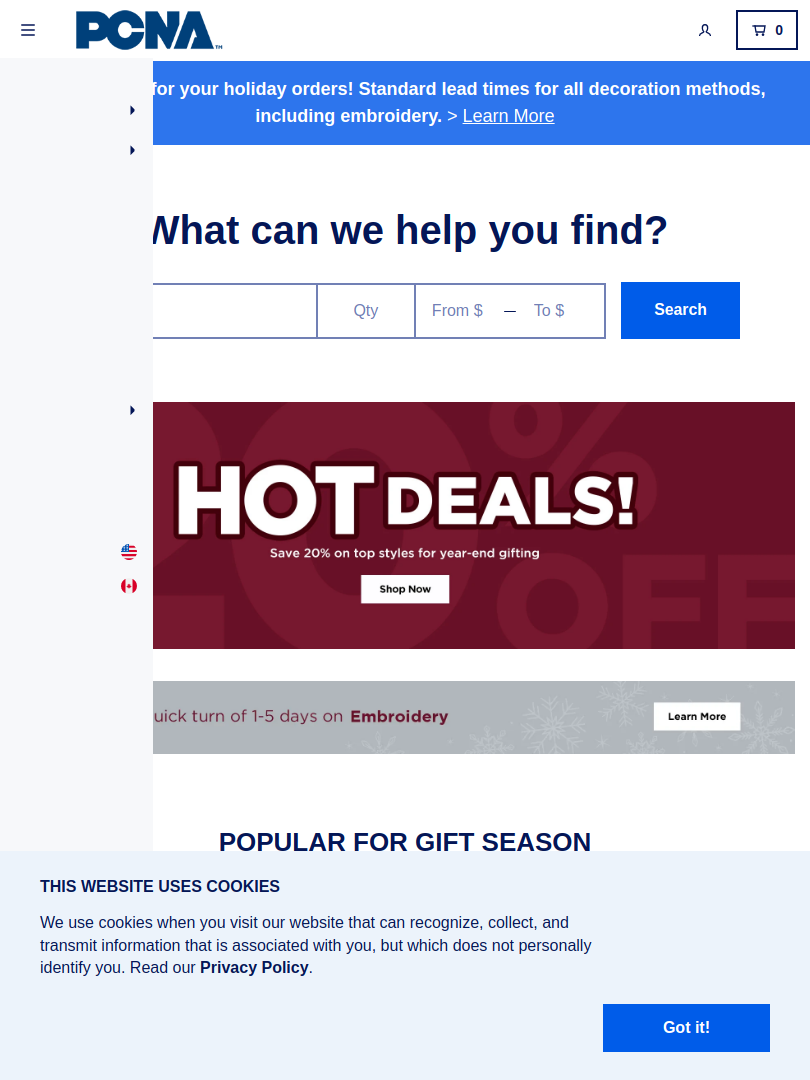 PCNA™
0
for your holiday orders! Standard lead times for all decoration methods,
including embroidery. > Learn More
What can we help you find?
Qty
From $ — To $
Search
20% OFF
HOT DEALS!
Save 20% on top styles for year-end gifting
Shop Now
turn of 1-5 days on Embroidery
Learn More
POPULAR FOR GIFT SEASON
THIS WEBSITE USES COOKIES
We use cookies when you visit our website that can recognize, collect, and
transmit information that is associated with you, but which does not personally
identify you. Read our Privacy Policy.
Got it!